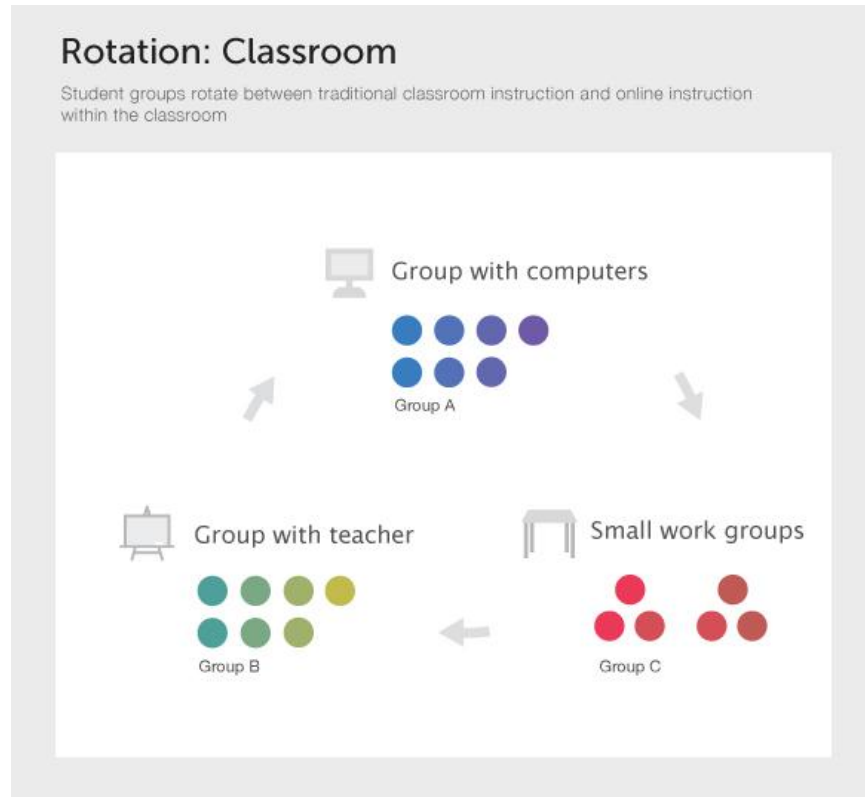 Rotation: Classroom
Student groups rotate between traditional classroom instruction and online instruction
within the classroom
Group with computers
Group A
Group with teacher
Group B
Small work groups
Group C